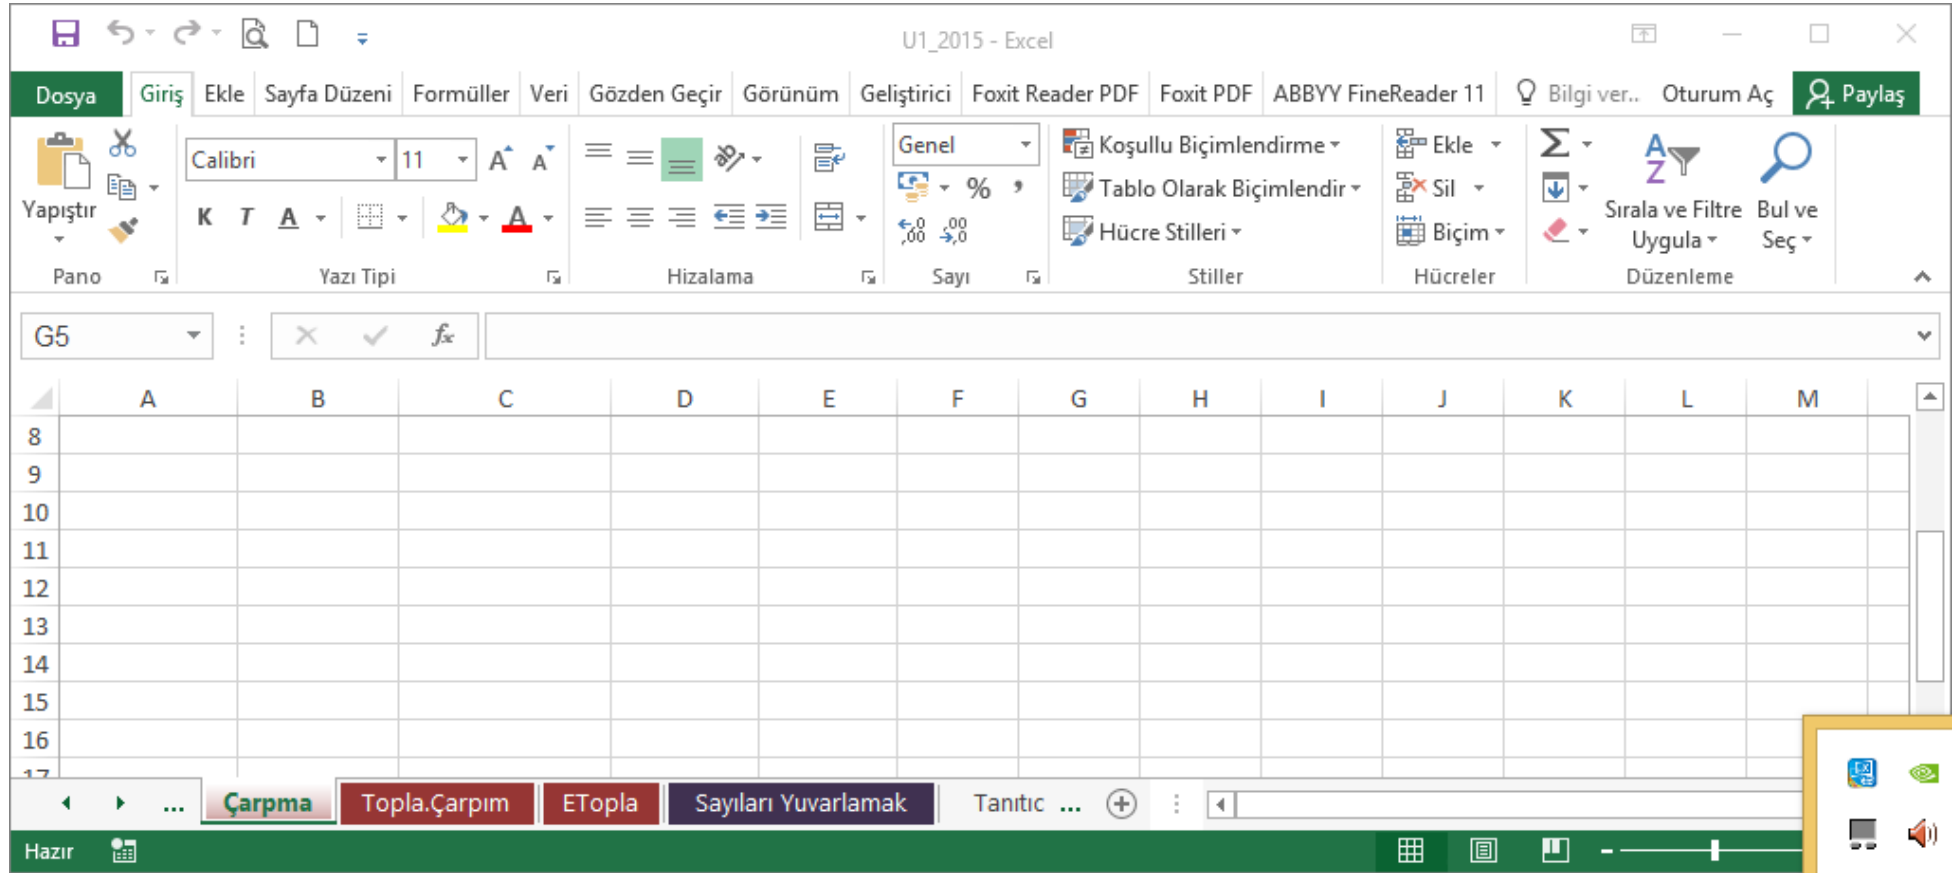 U1_2015 - Excel
Dosya Giriş Ekle Sayfa Düzeni Formüller Veri Gözden Geçir Görünüm Geliştirici Foxit Reader PDF Foxit PDF ABBYY FineReader 11 Bilgi ver... Oturum Aç Paylaş
Yapıştır
Pano
Calibri 11
K T A A
Yazı Tipi
Hizalama
Genel
% ,
Sayı
Koşullu Biçimlendirme
Tablo Olarak Biçimlendir
Hücre Stilleri
Stiller
Ekle
Sil
Biçim
Hücreler
Sırala ve Filtre
Uygula
Bul ve
Seç
Düzenleme
G5 fx
A B C D E F G H I J K L M
8
9
10
11
12
13
14
15
16
17
... Çarpma Topla.Çarpım ETopla Sayıları Yuvarlamak Tanıtıc ...
Hazır